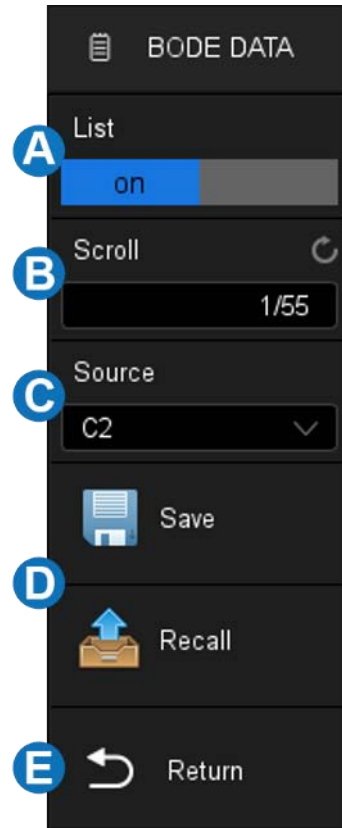 BODE DATA
List
A
on
Scroll
B
1/55
Source
C
C2
Save
D
Recall
E
Return